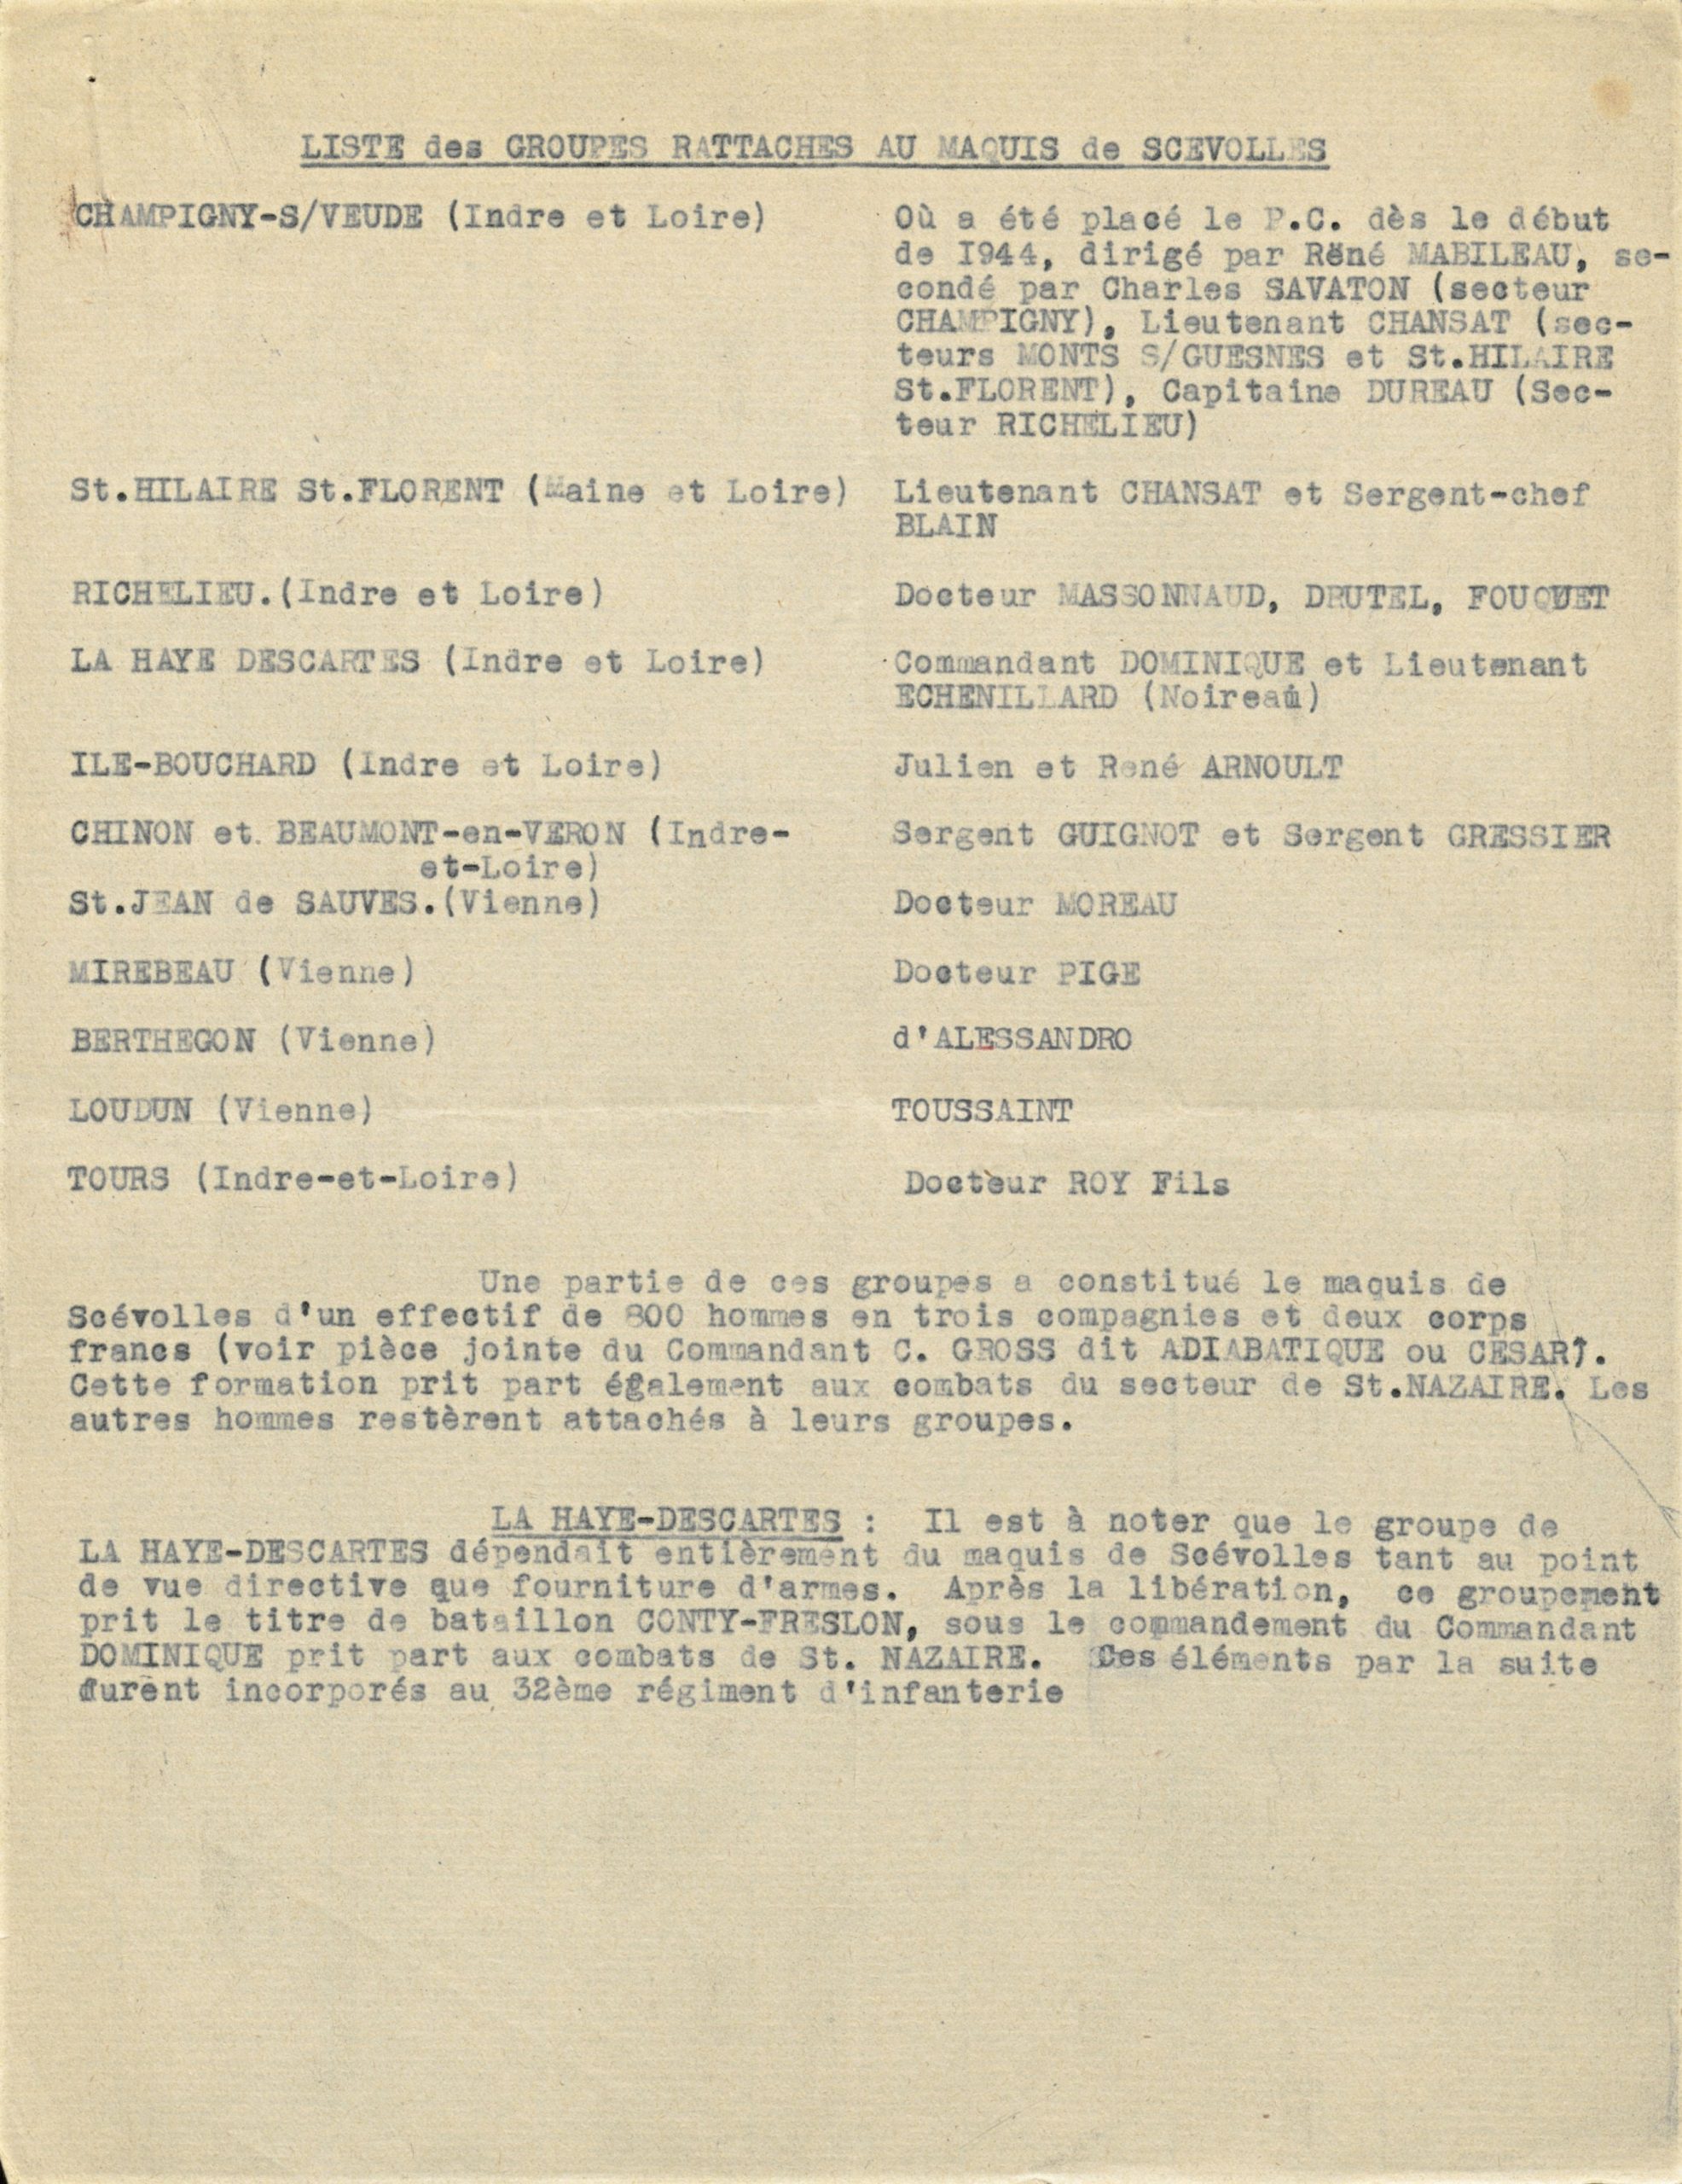 LISTE des GROUPES RATTACHES AU MAQUIS de SCEVOLLES
CHAMPIGNY-S/VEUDE (Indre et Loire)
Où a été placé le P.C. dès le début
de I944, dirigé par Rëné MABILEAU, se-
condé par Charles SAVATON (secteur
CHAMPIGNY), Lieutenant CHANSAT (sec-
teurs MONTS S/GUESNES et St.HILAIRE
St.FLORENT), Capitaine DUREAU (Sec-
teur RICHELIEU)
St.HILAIRE St.FLORENT (Maine et Loire)
Lieutenant CHANSAT et Sergent-chef
BLAIN
RICHELIEU.(Indre et Loire)
Docteur MASSONNAUD, DRUTEL, FOUQUET
LA HAYE DESCARTES (Indre et Loire)
Commandant DOMINIQUE et Lieutenant
ECHENILLARD (Noireau)
ILE-BOUCHARD (Indre et Loire)
Julien et René ARNOULT
CHINON et BEAUMONT-en-VERON (Indre-
et-Loire)
Sergent GUIGNOT et Sergent GRESSIER
St.JEAN de SAUVES.(Vienne)
Docteur MOREAU
MIREBEAU (Vienne)
Docteur PIGE
BERTHEGON (Vienne)
d'ALESSANDRO
LOUDUN (Vienne)
TOUSSAINT
TOURS (Indre-et-Loire)
Docteur ROY Fils
Une partie de ces groupes a constitué le maquis de
Scévolles d'un effectif de 800 hommes en trois compagnies et deux corps
francs (voir pièce jointe du Commandant C. GROSS dit ADIABATIQUE ou CESAR).
Cette formation prit part également aux combats du secteur de St.NAZAIRE. Les
autres hommes restèrent attachés à leurs groupes.
LA HAYE-DESCARTES : Il est à noter que le groupe de
LA HAYE-DESCARTES dépendait entièrement du maquis de Scévolles tant au point
de vue directive que fourniture d'armes. Après la libération, ce groupement
prit le titre de bataillon CONTY-FRESLON, sous le commandement du Commandant
DOMINIQUE prit part aux combats de St. NAZAIRE. Ces éléments par la suite
furent incorporés au 32ème régiment d'infanterie